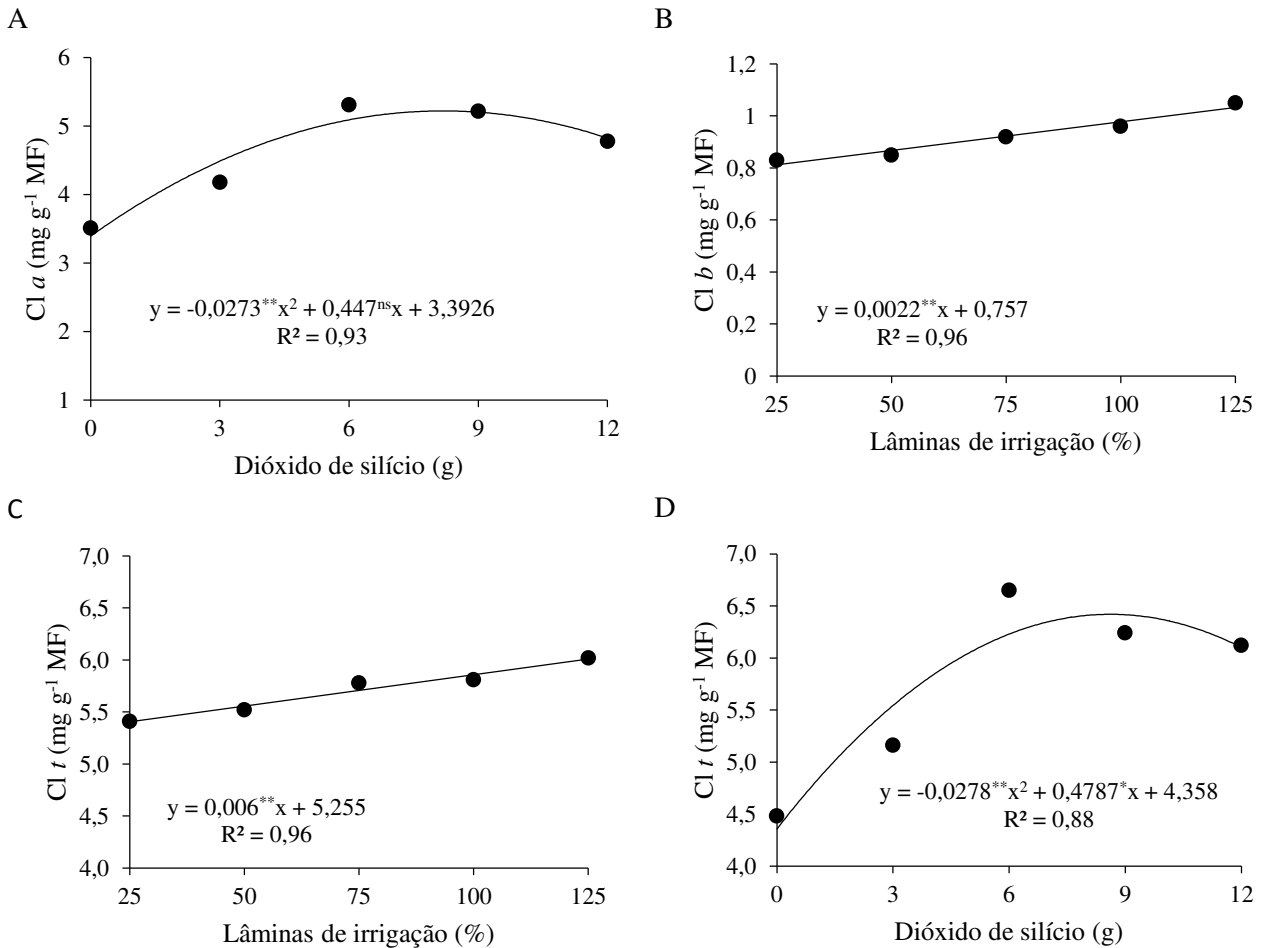 A
Cl a (mg g⁻¹ MF)
6
5
4
3
2
1
y = -0,0273**x² + 0,447ⁿˢx + 3,3926
R² = 0,93
0 3 6 9 12
Dióxido de silício (g)
B
Cl b (mg g⁻¹ MF)
1,2
1
0,8
0,6
0,4
0,2
0
y = 0,0022**x + 0,757
R² = 0,96
25 50 75 100 125
Lâminas de irrigação (%)
C
Cl t (mg g⁻¹ MF)
7,0
6,5
6,0
5,5
5,0
4,5
4,0
y = 0,006**x + 5,255
R² = 0,96
25 50 75 100 125
Lâminas de irrigação (%)
D
Cl t (mg g⁻¹ MF)
7,0
6,5
6,0
5,5
5,0
4,5
4,0
y = -0,0278**x² + 0,4787*x + 4,358
R² = 0,88
0 3 6 9 12
Dióxido de silício (g)